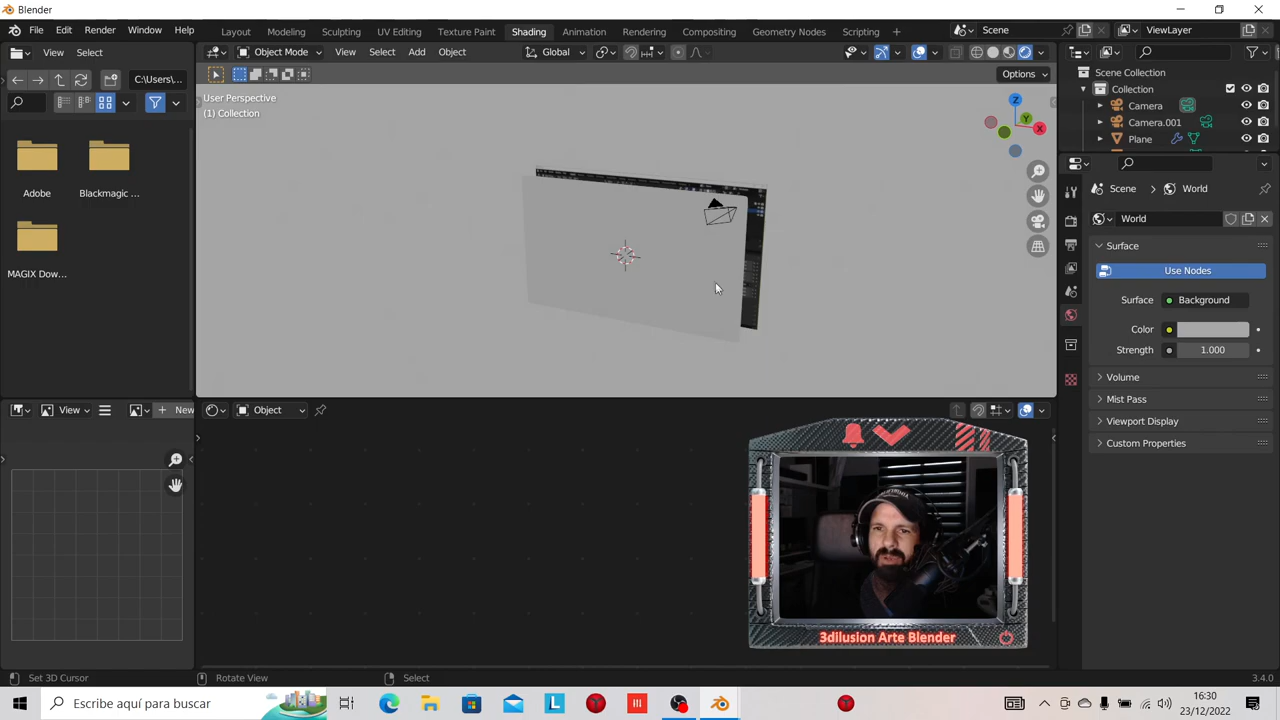 Blender
File Edit Render Window Help
Layout Modeling Sculpting UV Editing Texture Paint Shading Animation Rendering Compositing Geometry Nodes Scripting
Scene
ViewLayer
View Select
Object Mode View Select Add Object
Global
Options
C:\Users\...
User Perspective
(1) Collection
Adobe
Blackmagic ...
MAGIX Dow...
Z
Y
X
Scene Collection
Collection
Camera
Camera.001
Plane
Scene World
World
Surface
Use Nodes
Surface Background
Color
Strength 1.000
Volume
Mist Pass
Viewport Display
Custom Properties
View New
Object
3dilusion Arte Blender
Set 3D Cursor
Rotate View
Select
3.4.0
Escribe aquí para buscar
16:30
23/12/2022